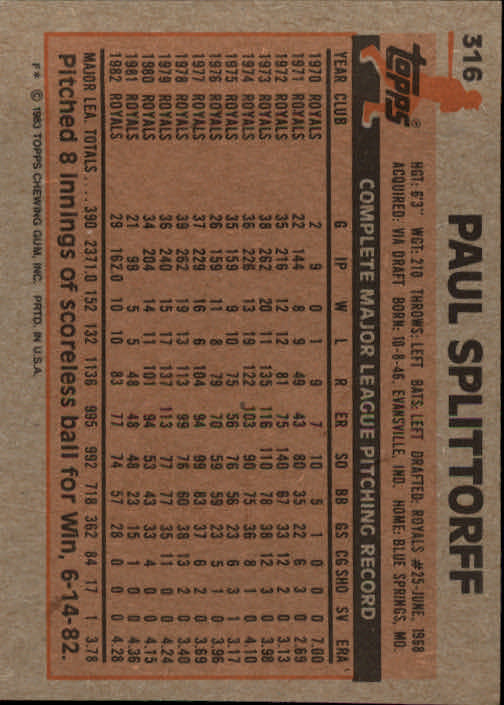 316
PAUL SPLITTORFF
topps®
HGT: 6'3" WGT: 210 THROWS: LEFT BATS: LEFT DRAFTED: ROYALS #25-JUNE, 1968
ACQUIRED: VIA DRAFT BORN: 10-8-46, EVANSVILLE, IND. HOME: BLUE SPRINGS, MO.
COMPLETE MAJOR LEAGUE PITCHING RECORD
YEAR CLUB G IP W L R ER SO BB GS CG SHO SV ERA
1970 ROYALS 2 9 0 1 9 7 10 5 1 0 0 0 7.00
1971 ROYALS 22 144 8 9 49 43 80 35 22 6 3 0 2.69
1972 ROYALS 35 216 12 12 81 75 140 67 33 12 2 0 3.13
1973 ROYALS 38 262 20 11 135 116 110 78 38 12 3 0 3.98
1974 ROYALS 36 226 13 19 122 103 90 75 36 8 1 0 4.10
1975 ROYALS 35 159 9 10 75 56 76 56 23 6 3 1 3.17
1976 ROYALS 26 159 11 8 79 70 59 59 23 5 1 0 3.96
1977 ROYALS 37 229 16 6 104 94 99 83 37 6 2 0 3.69
1978 ROYALS 39 262 19 13 113 99 76 60 38 13 2 0 3.40
1979 ROYALS 36 240 15 17 137 113 77 77 35 11 0 0 4.24
1980 ROYALS 34 204 14 11 101 94 53 43 33 4 0 0 4.15
1981 ROYALS 21 99 5 5 48 48 48 23 15 1 0 0 4.36
1982 ROYALS 29 162.0 10 10 83 77 74 57 28 0 0 0 4.28
MAJOR LEA. TOTALS... 390 2371.0 152 132 1136 995 992 718 362 84 17 1 3.78
Pitched 8 innings of scoreless ball for Win, 6-14-82.
F* © 1983 TOPPS CHEWING GUM, INC. PRTD. IN U.S.A.